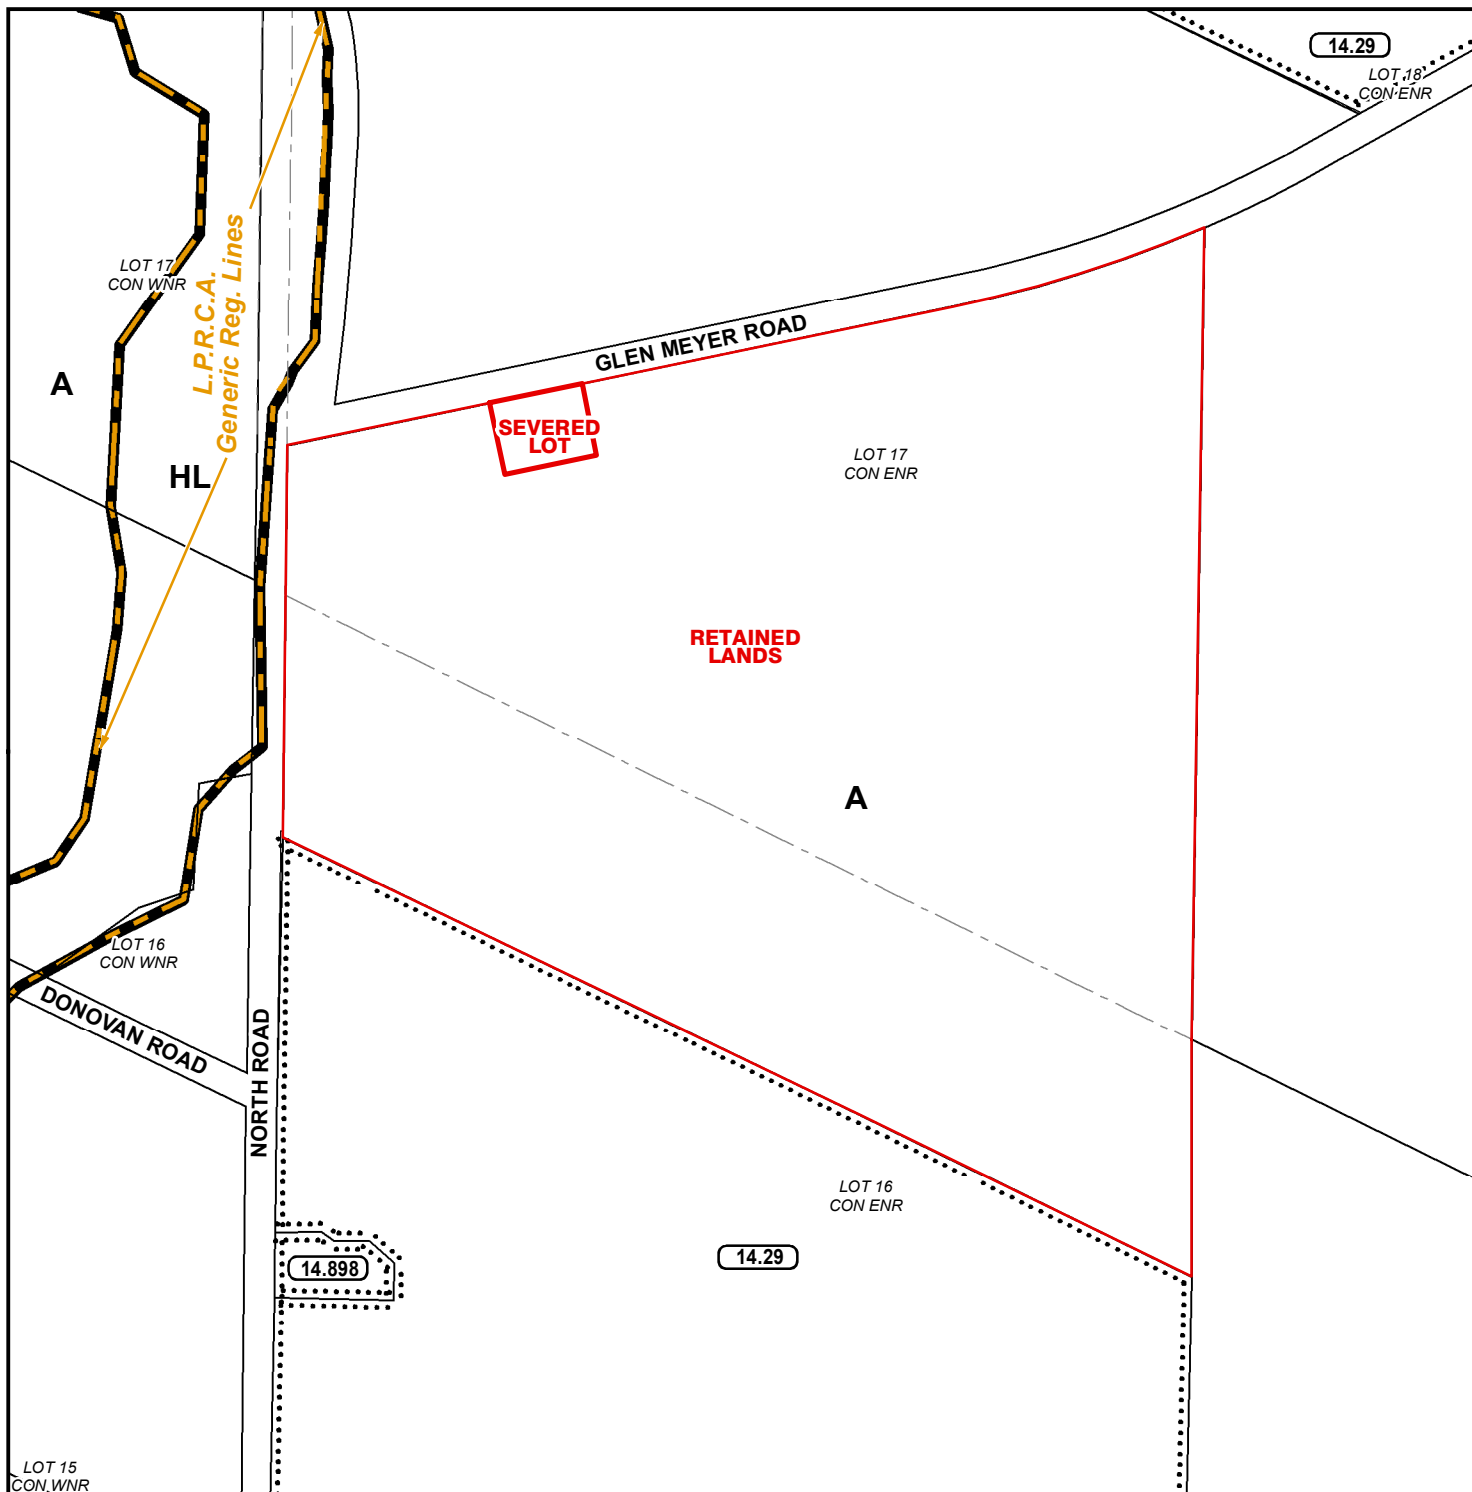 14.29
LOT 18
CON ENR
LOT 17
CON WNR
L.P.R.C.A.
Generic Reg. Lines
GLEN MEYER ROAD
A
SEVERED
LOT
LOT 17
CON ENR
HL
RETAINED
LANDS
A
LOT 16
CON WNR
DONOVAN ROAD
NORTH ROAD
LOT 16
CON ENR
14.29
14.898
LOT 15
CON WNR